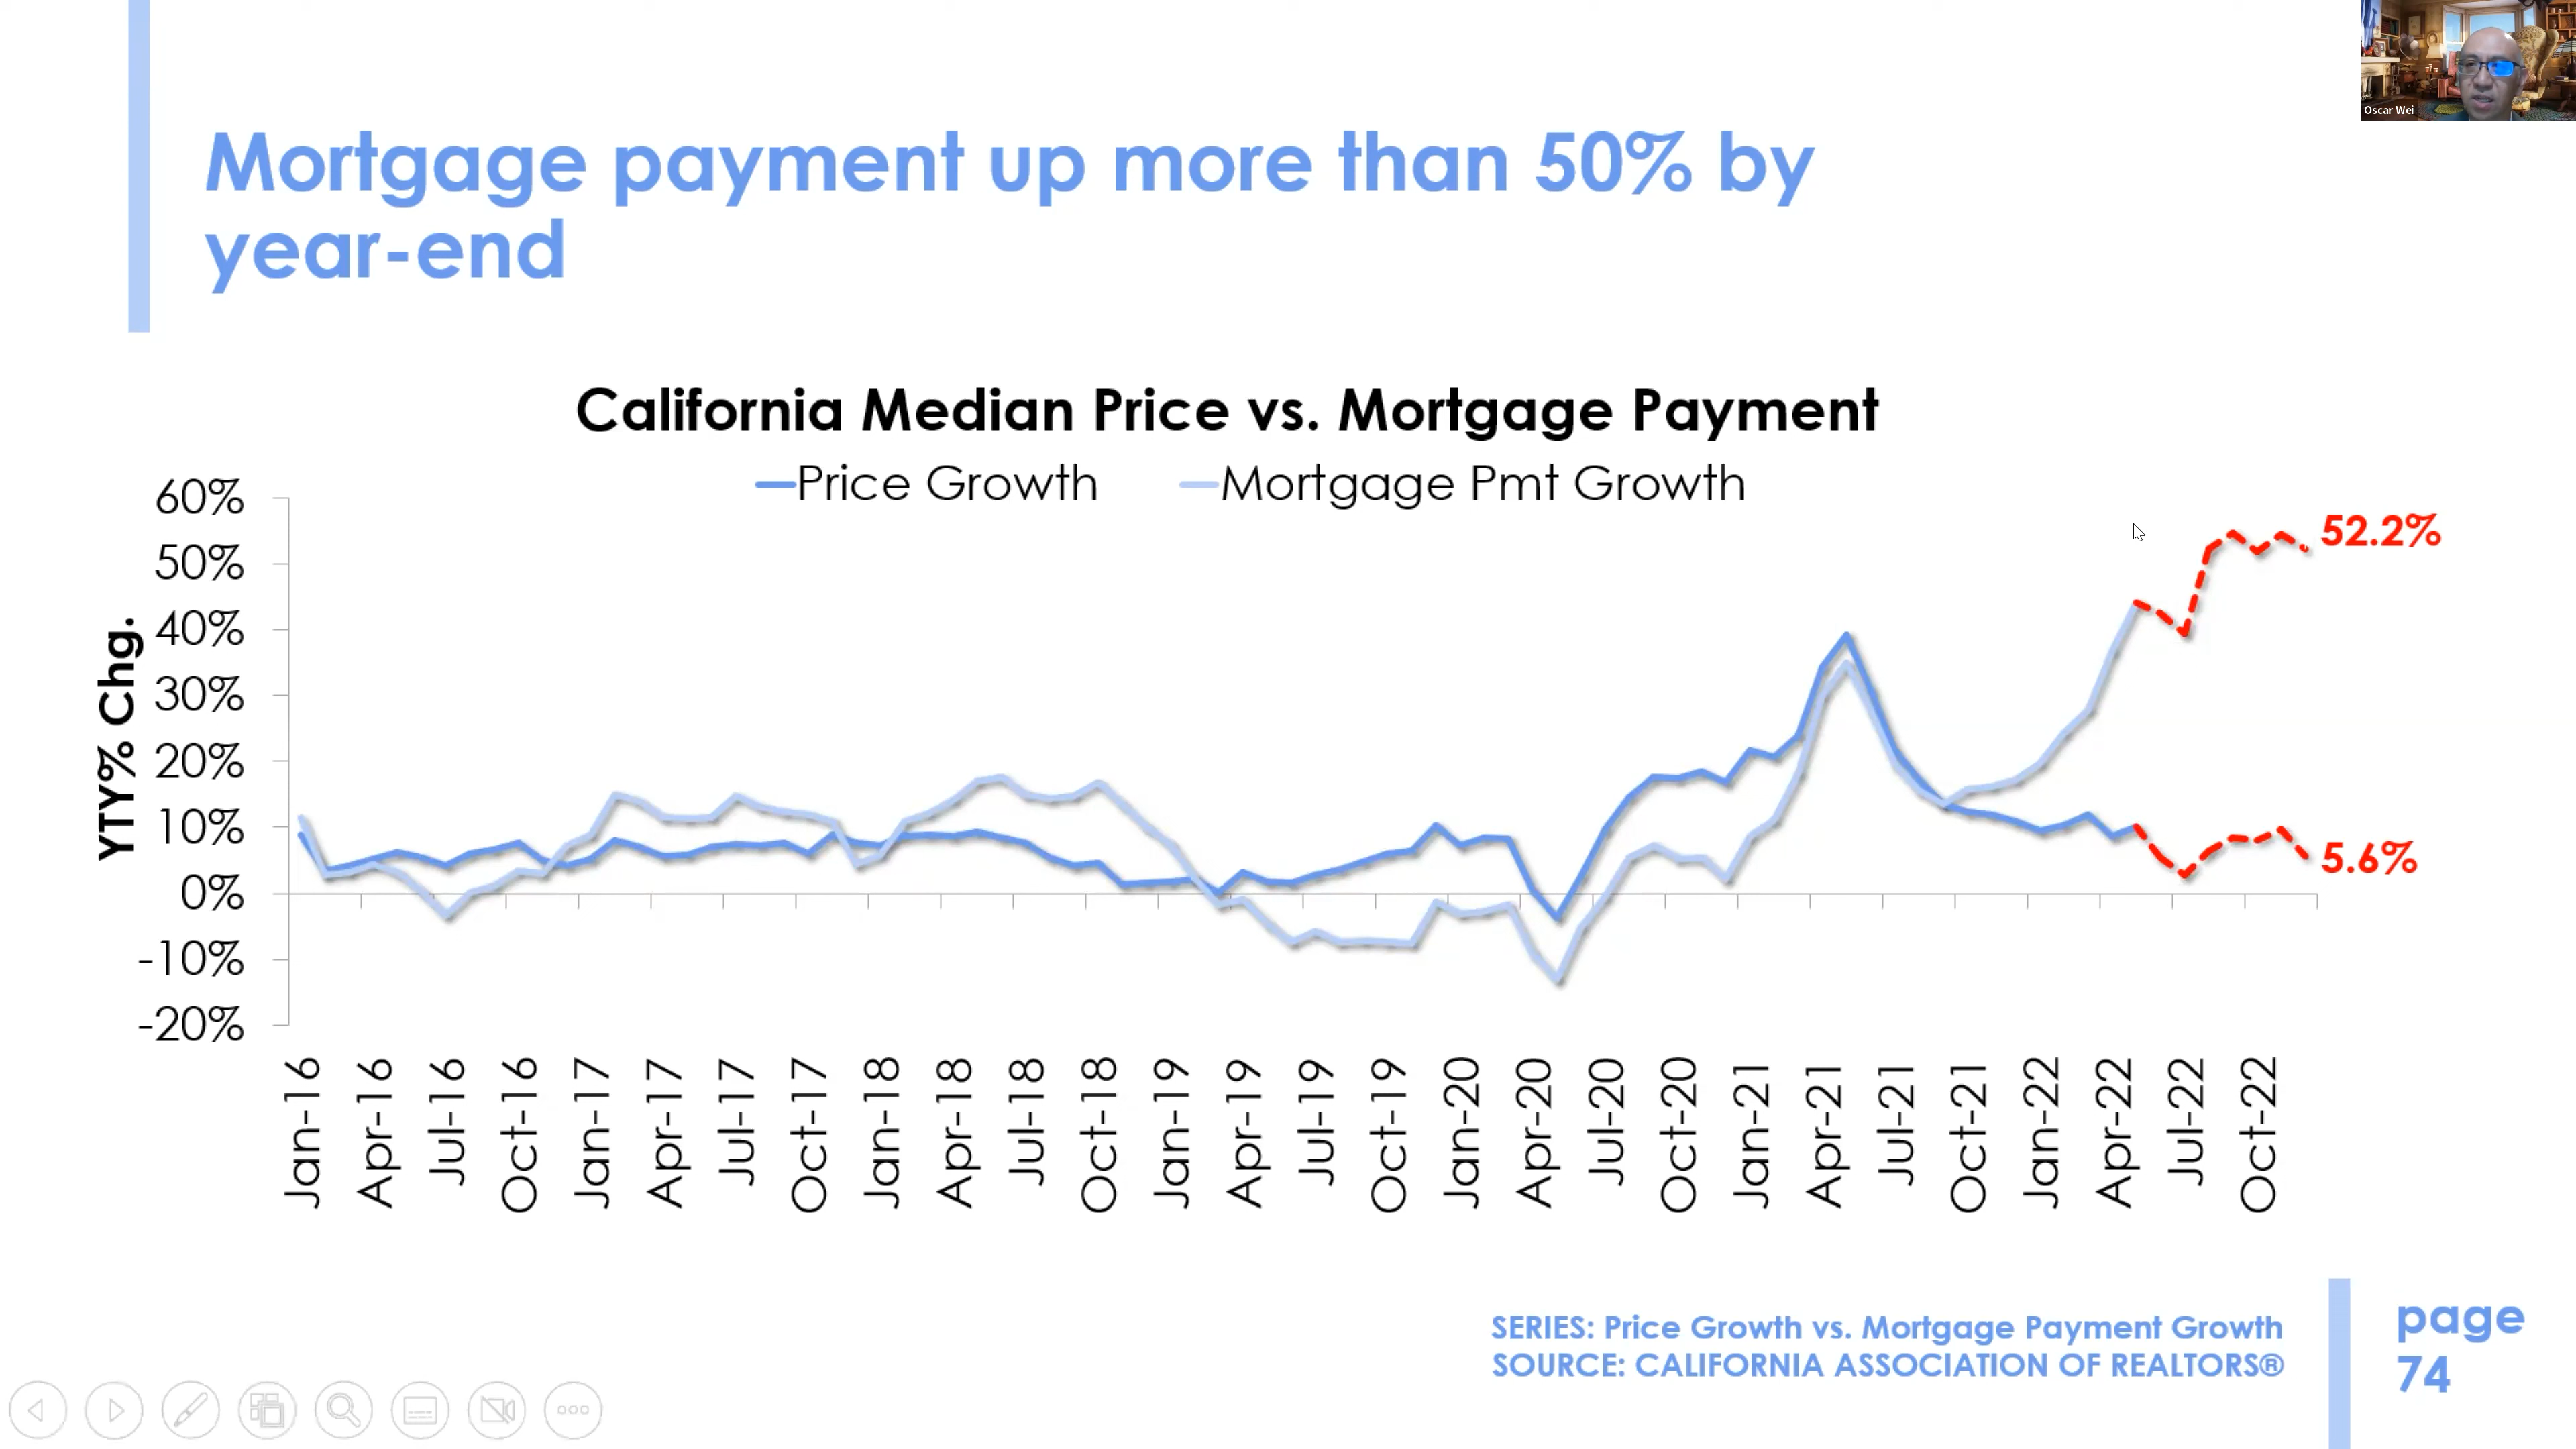 Oscar Wei
Mortgage payment up more than 50% by
year-end
California Median Price vs. Mortgage Payment
Price Growth
Mortgage Pmt Growth
YTY% Chg.
60%
50%
40%
30%
20%
10%
0%
-10%
-20%
52.2%
5.6%
Jan-16
Apr-16
Jul-16
Oct-16
Jan-17
Apr-17
Jul-17
Oct-17
Jan-18
Apr-18
Jul-18
Oct-18
Jan-19
Apr-19
Jul-19
Oct-19
Jan-20
Apr-20
Jul-20
Oct-20
Jan-21
Apr-21
Jul-21
Oct-21
Jan-22
Apr-22
Jul-22
Oct-22
SERIES: Price Growth vs. Mortgage Payment Growth
SOURCE: CALIFORNIA ASSOCIATION OF REALTORS®
page
74